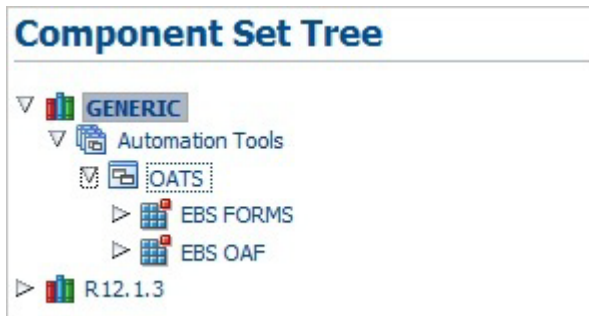 Component Set Tree
GENERIC
Automation Tools
OATS
EBS FORMS
EBS OAF
R12.1.3